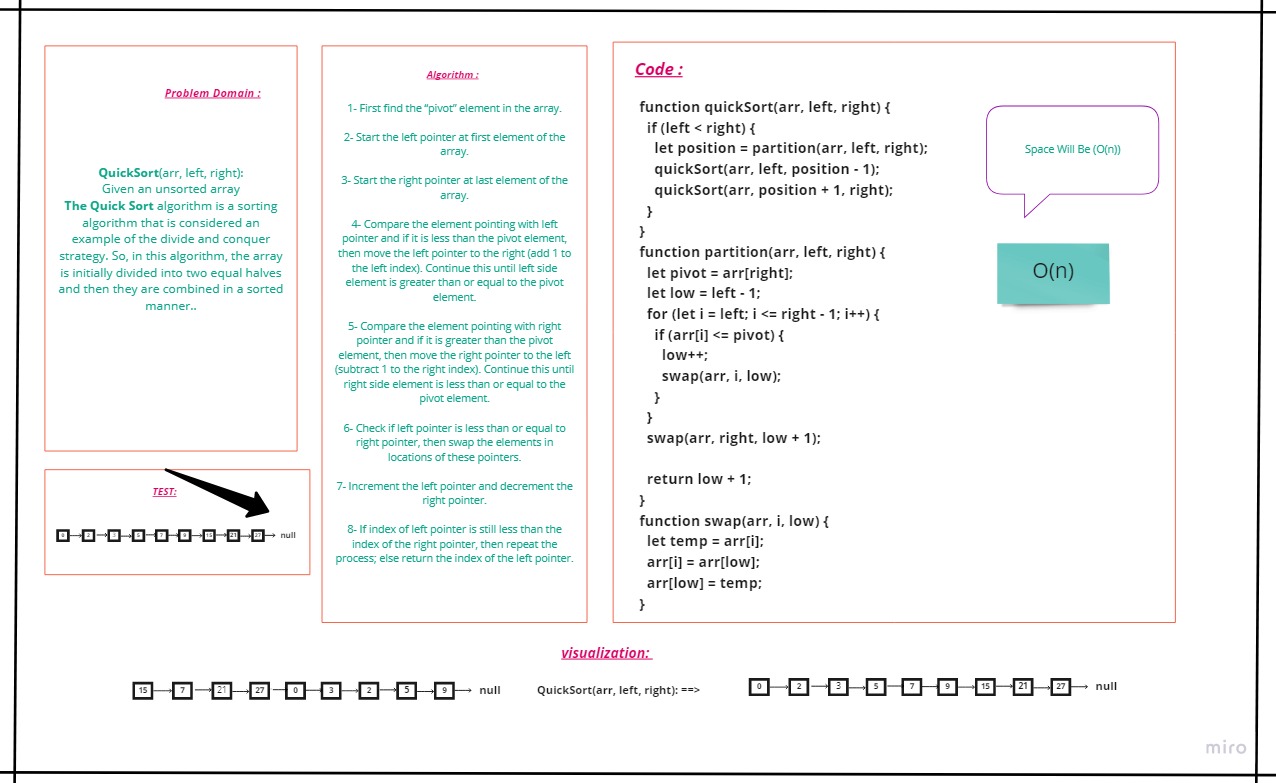 Problem Domain :
QuickSort(arr, left, right):
Given an unsorted array
The Quick Sort algorithm is a sorting
algorithm that is considered an
example of the divide and conquer
strategy. So, in this algorithm, the array
is initially divided into two equal halves
and then they are combined in a sorted
manner..
TEST:
0 2 3 5 7 9 15 21 27 null
Algorithm :
1- First find the “pivot” element in the array.
2- Start the left pointer at first element of the
array.
3- Start the right pointer at last element of the
array.
4- Compare the element pointing with left
pointer and if it is less than the pivot element,
then move the left pointer to the right (add 1 to
the left index). Continue this until left side
element is greater than or equal to the pivot
element.
5- Compare the element pointing with right
pointer and if it is greater than the pivot
element, then move the right pointer to the left
(subtract 1 to the right index). Continue this until
right side element is less than or equal to the
pivot element.
6- Check if left pointer is less than or equal to
right pointer, then swap the elements in
locations of these pointers.
7- Increment the left pointer and decrement the
right pointer.
8- If index of left pointer is still less than the
index of the right pointer, then repeat the
process; else return the index of the left pointer.
Code :
function quickSort(arr, left, right) {
if (left < right) {
let position = partition(arr, left, right);
quickSort(arr, left, position - 1);
quickSort(arr, position + 1, right);
}
}
function partition(arr, left, right) {
let pivot = arr[right];
let low = left - 1;
for (let i = left; i <= right - 1; i++) {
if (arr[i] <= pivot) {
low++;
swap(arr, i, low);
}
}
swap(arr, right, low + 1);
return low + 1;
}
function swap(arr, i, low) {
let temp = arr[i];
arr[i] = arr[low];
arr[low] = temp;
}
Space Will Be (O(n))
O(n)
visualization:
15 7 21 27 0 3 2 5 9 null
QuickSort(arr, left, right): ==>
0 2 3 5 7 9 15 21 27 null
miro